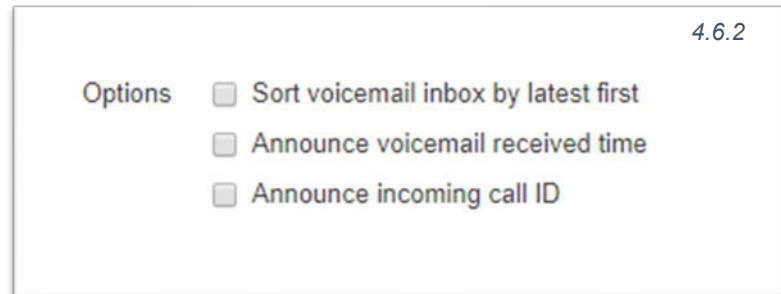 4.6.2
Options Sort voicemail inbox by latest first
Announce voicemail received time
Announce incoming call ID